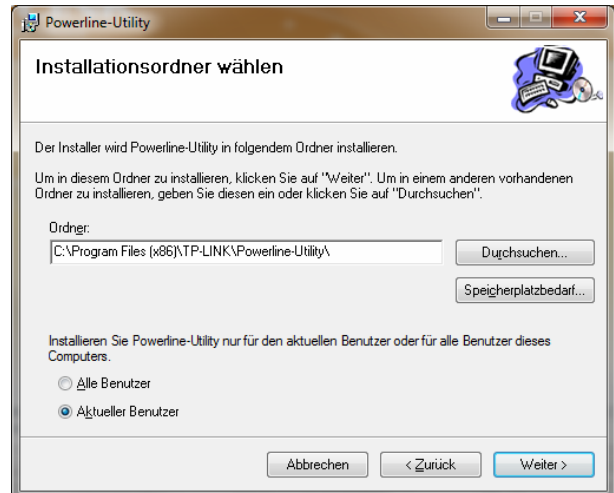 Powerline-Utility
Installationsordner wählen
Der Installer wird Powerline-Utility in folgendem Ordner installieren.
Um in diesem Ordner zu installieren, klicken Sie auf "Weiter". Um in einem anderen vorhandenen
Ordner zu installieren, geben Sie diesen ein oder klicken Sie auf "Durchsuchen".
Ordner:
C:\Program Files (x86)\TP-LINK\Powerline-Utility\
Durchsuchen...
Speicherplatzbedarf...
Installieren Sie Powerline-Utility nur für den aktuellen Benutzer oder für alle Benutzer dieses
Computers.
Alle Benutzer
Aktueller Benutzer
Abbrechen < Zurück Weiter >